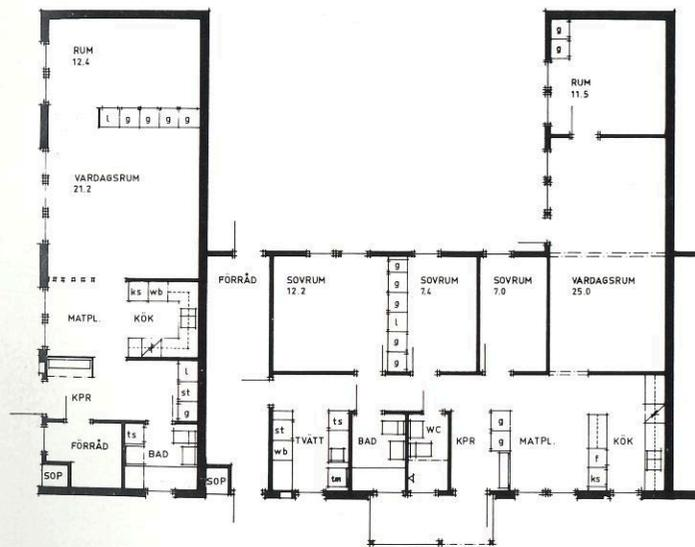 RUM
12.4
l g g g g
VARDAGSRUM
21.2
ks wb
MATPL. KÖK
l
st
g
KPR
FÖRRÅD
ts
BAD
SOP
SOP
FÖRRÅD
SOVRUM
12.2
g
g
g
l
g
g
SOVRUM
7.4
SOVRUM
7.0
g
g
RUM
11.5
VARDAGSRUM
25.0
st
wb
TVÄTT
ts
tm
BAD
WC
KPR
g
g
MATPL.
f
ks
KÖK